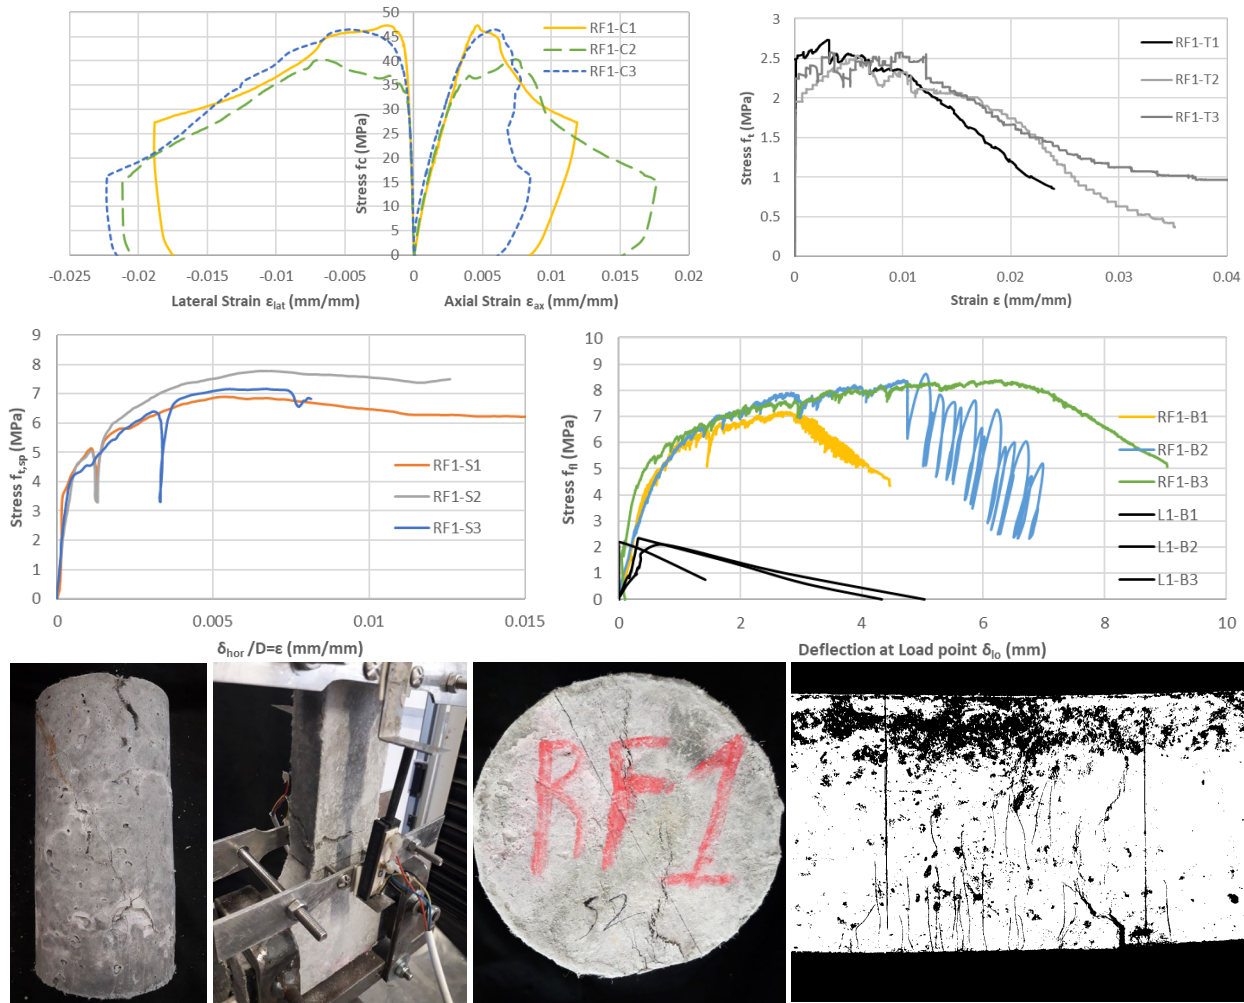 50
45
40
35
30
25
20
15
10
5
0
Stress fc (MPa)
RF1-C1
RF1-C2
RF1-C3
-0.025
-0.02
-0.015
-0.01
-0.005
0
0.005
0.01
0.015
0.02
Lateral Strain εlat (mm/mm)
Axial Strain εax (mm/mm)
3
2.5
2
1.5
1
0.5
0
Stress ft (MPa)
RF1-T1
RF1-T2
RF1-T3
0
0.01
0.02
0.03
0.04
Strain ε (mm/mm)
9
8
7
6
5
4
3
2
1
0
Stress ft,sp (MPa)
RF1-S1
RF1-S2
RF1-S3
0
0.005
0.01
0.015
δhor /D=ε (mm/mm)
10
9
8
7
6
5
4
3
2
1
0
Stress ffl (MPa)
RF1-B1
RF1-B2
RF1-B3
L1-B1
L1-B2
L1-B3
0
2
4
6
8
10
Deflection at Load point δlo (mm)
RF1
S2